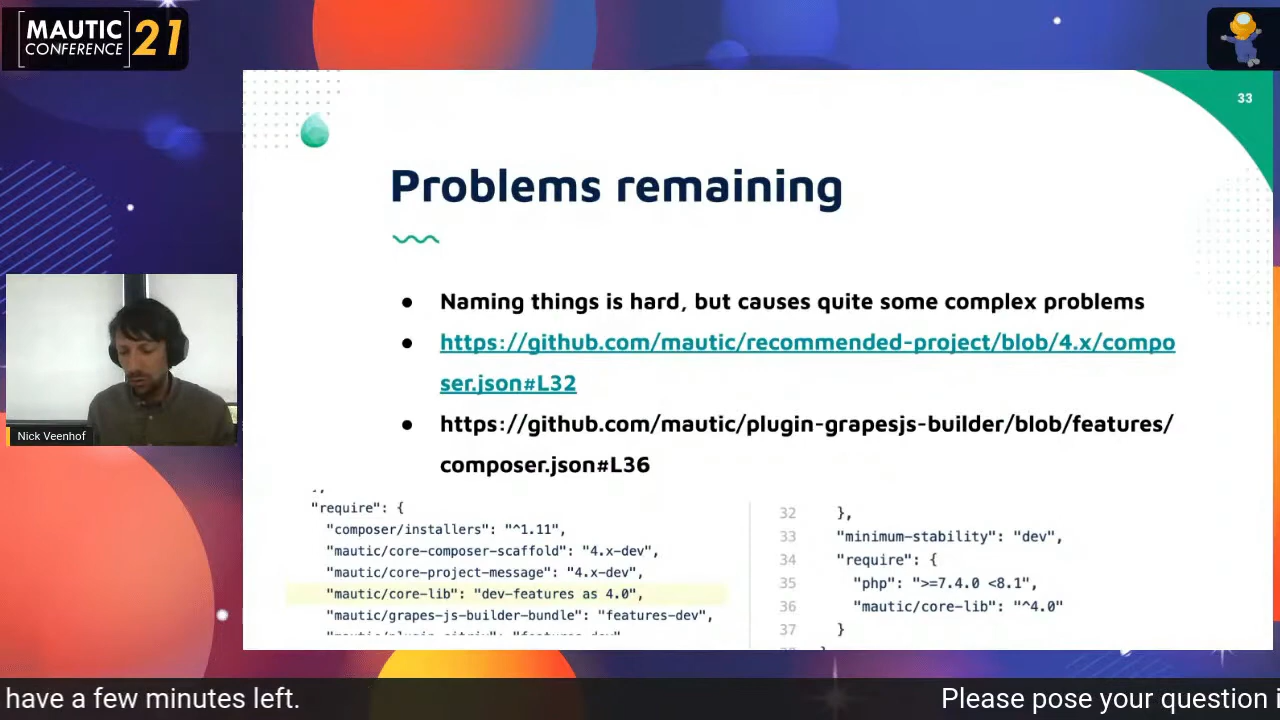 MAUTIC
CONFERENCE 21
33
Problems remaining
● Naming things is hard, but causes quite some complex problems
● https://github.com/mautic/recommended-project/blob/4.x/compo
ser.json#L32
● https://github.com/mautic/plugin-grapesjs-builder/blob/features/
composer.json#L36
"require": {
"composer/installers": "^1.11",
"mautic/core-composer-scaffold": "4.x-dev",
"mautic/core-project-message": "4.x-dev",
"mautic/core-lib": "dev-features as 4.0",
"mautic/grapes-js-builder-bundle": "features-dev",
32 },
33 "minimum-stability": "dev",
34 "require": {
35 "php": ">=7.4.0 <8.1",
36 "mautic/core-lib": "^4.0"
37 }
Nick Veenhof
have a few minutes left.
Please pose your question